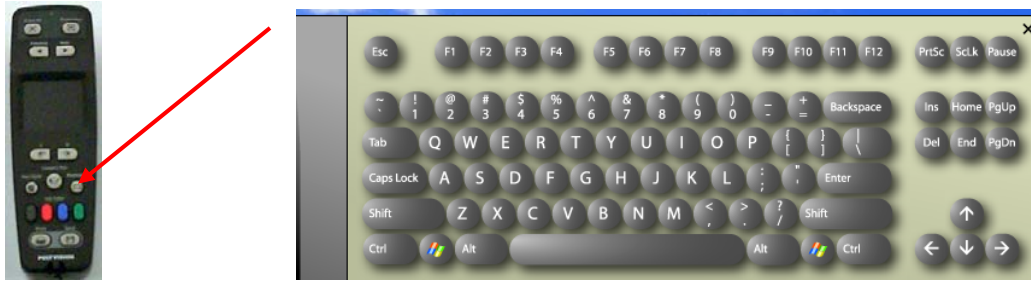 PROMETHEAN
Esc F1 F2 F3 F4 F5 F6 F7 F8 F9 F10 F11 F12 PrtSc ScLk Pause
~ ! @ # $ % ^ & * ( ) _ +
` 1 2 3 4 5 6 7 8 9 0 - = Backspace Ins Home PgUp
Tab Q W E R T Y U I O P { } |
[ ] \ Del End PgDn
Caps Lock A S D F G H J K L : " Enter
; '
Shift Z X C V B N M < > ? Shift
, . /
Ctrl Alt Alt Ctrl